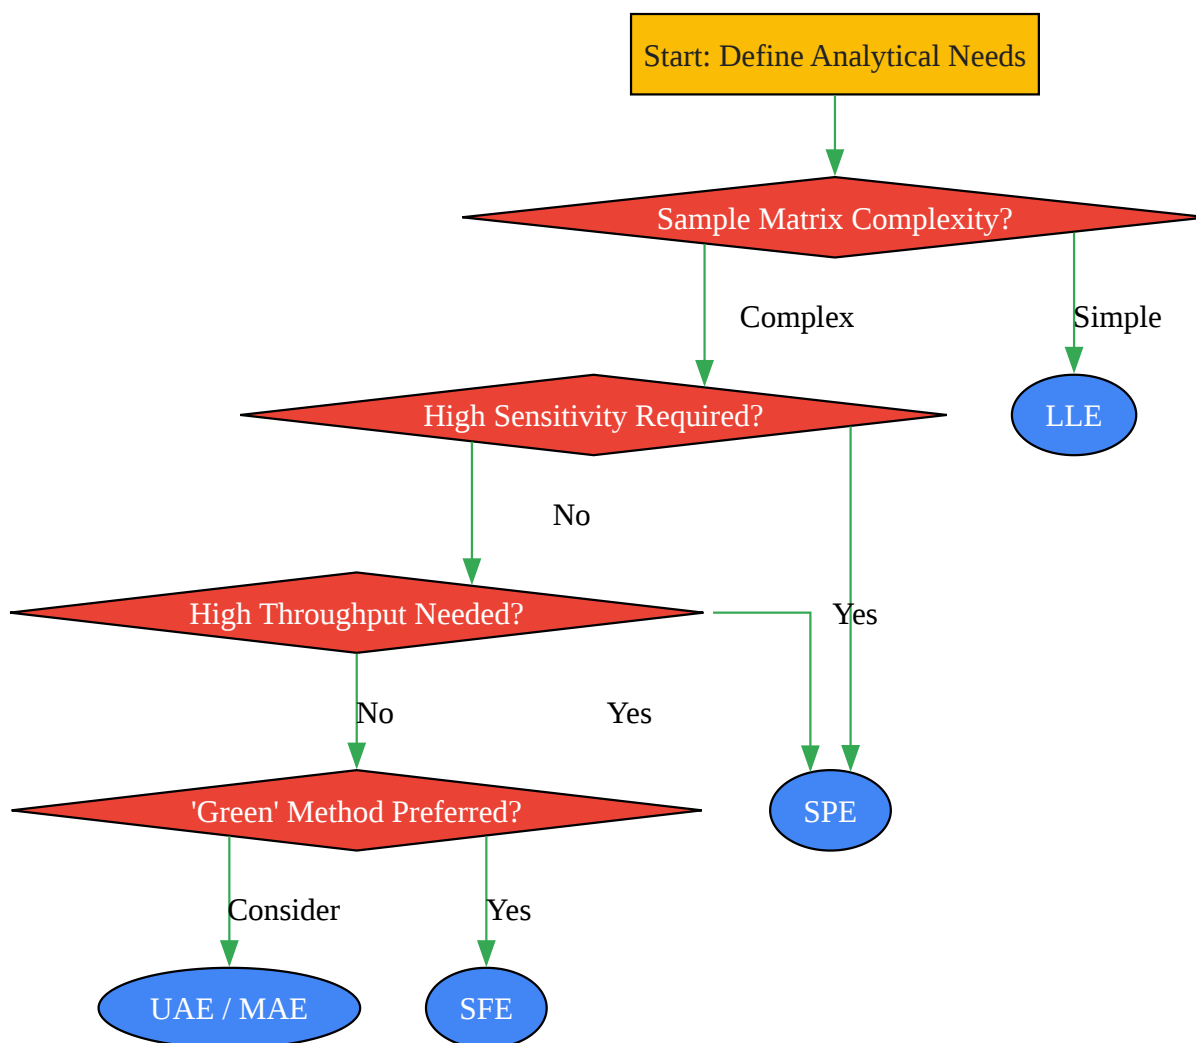 Start: Define Analytical Needs
Sample Matrix Complexity?
Complex
Simple
High Sensitivity Required?
LLE
No
High Throughput Needed?
Yes
No
Yes
'Green' Method Preferred?
SPE
Consider
Yes
UAE / MAE
SFE